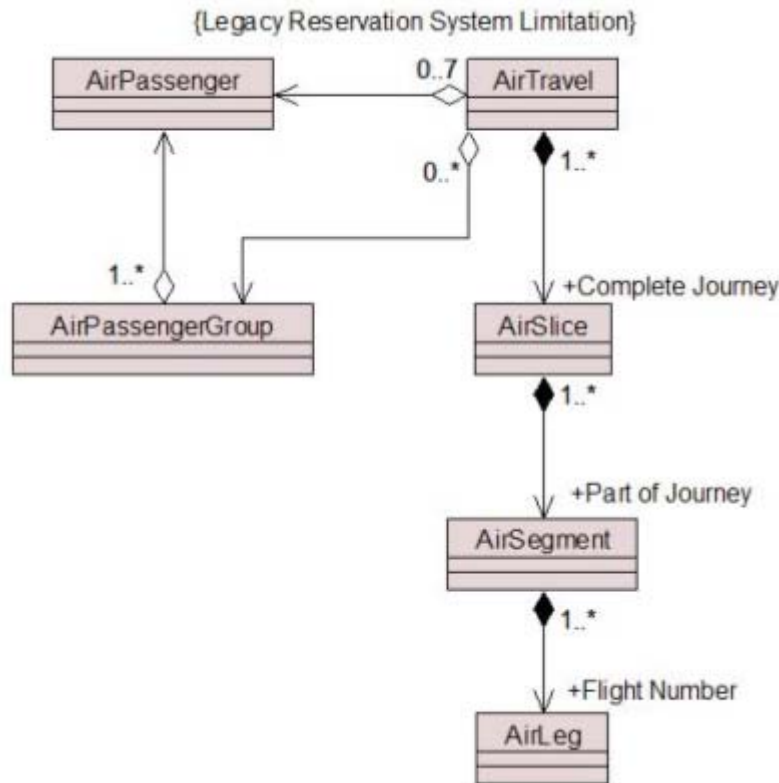 {Legacy Reservation System Limitation}
AirPassenger
0..7
AirTravel
0..*
1..*
1..*
+Complete Journey
AirPassengerGroup
AirSlice
1..*
+Part of Journey
AirSegment
1..*
+Flight Number
AirLeg